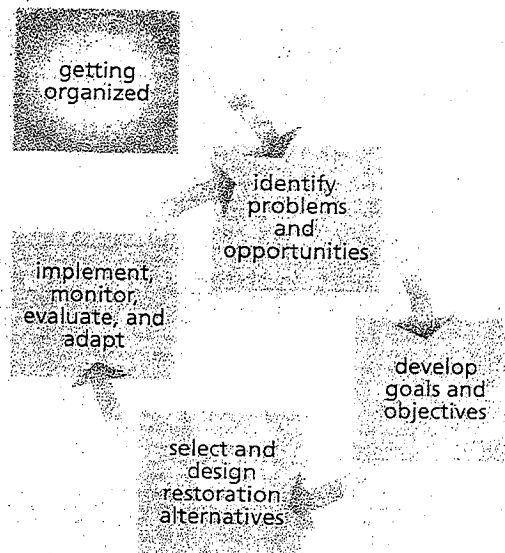 getting
organized
identify
problems
and
opportunities
develop
goals and
objectives
select and
design
restoration
alternatives
implement,
monitor,
evaluate, and
adapt